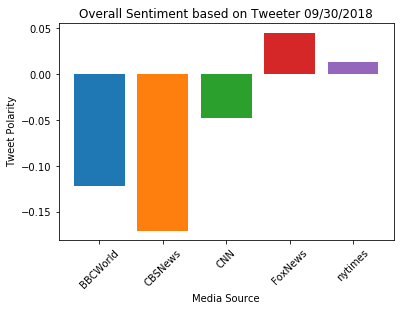 Overall Sentiment based on Tweeter 09/30/2018
0.05
0.00
−0.05
−0.10
−0.15
Tweet Polarity
BBCWorld
CBSNews
CNN
FoxNews
nytimes
Media Source